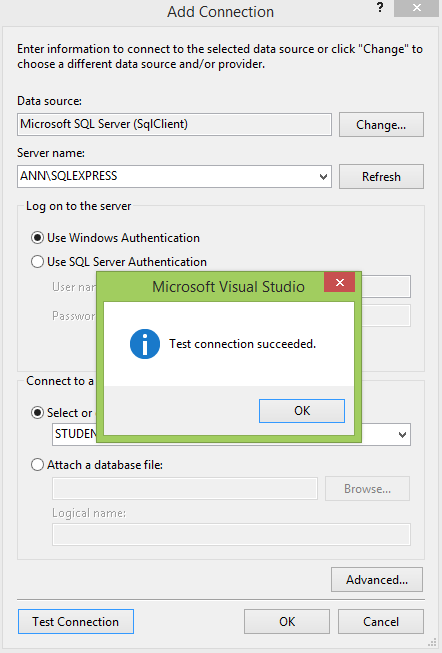 Add Connection
?
Enter information to connect to the selected data source or click "Change" to
choose a different data source and/or provider.
Data source:
Microsoft SQL Server (SqlClient)
Change...
Server name:
ANN\SQLEXPRESS
Refresh
Log on to the server
Use Windows Authentication
Use SQL Server Authentication
User
Microsoft Visual Studio
Test connection succeeded.
OK
Connect to a
Select or
Attach a database file:
Browse...
Logical name:
Advanced...
Test Connection
OK
Cancel